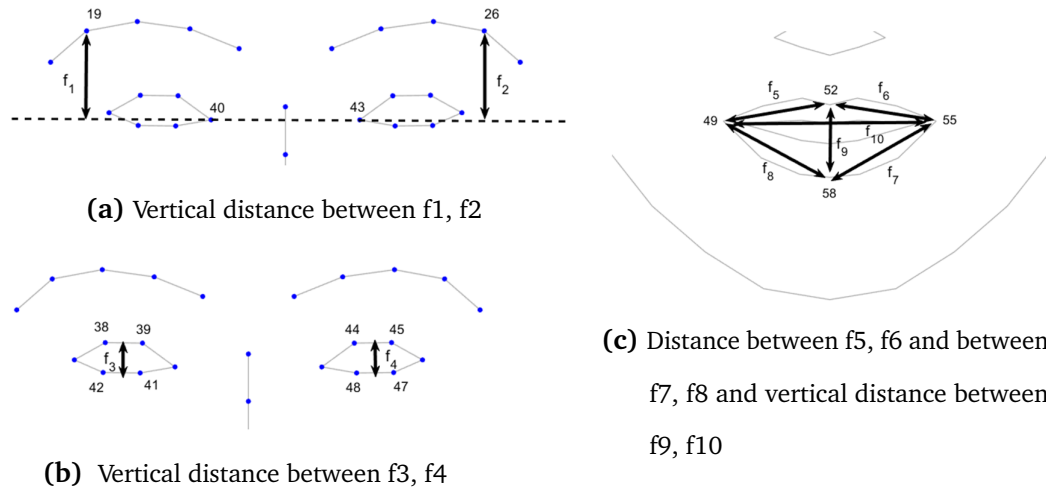 19
26
f1
f2
40
43
(a) Vertical distance between f1, f2
38
39
44
45
f3
f4
42
41
48
47
(b) Vertical distance between f3, f4
52
f5
f6
49
55
f10
f9
f8
f7
58
(c) Distance between f5, f6 and between
f7, f8 and vertical distance between
f9, f10